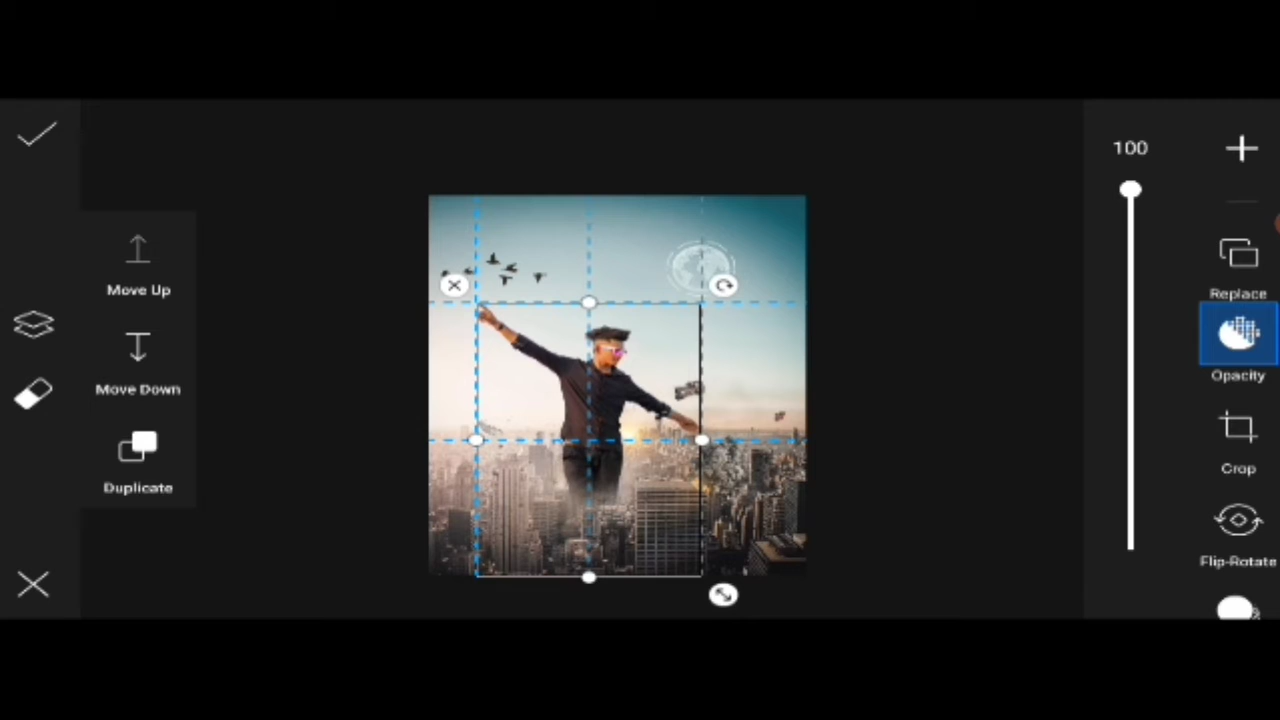 Move Up
Move Down
Duplicate
100
Replace
Opacity
Crop
Flip-Rotate